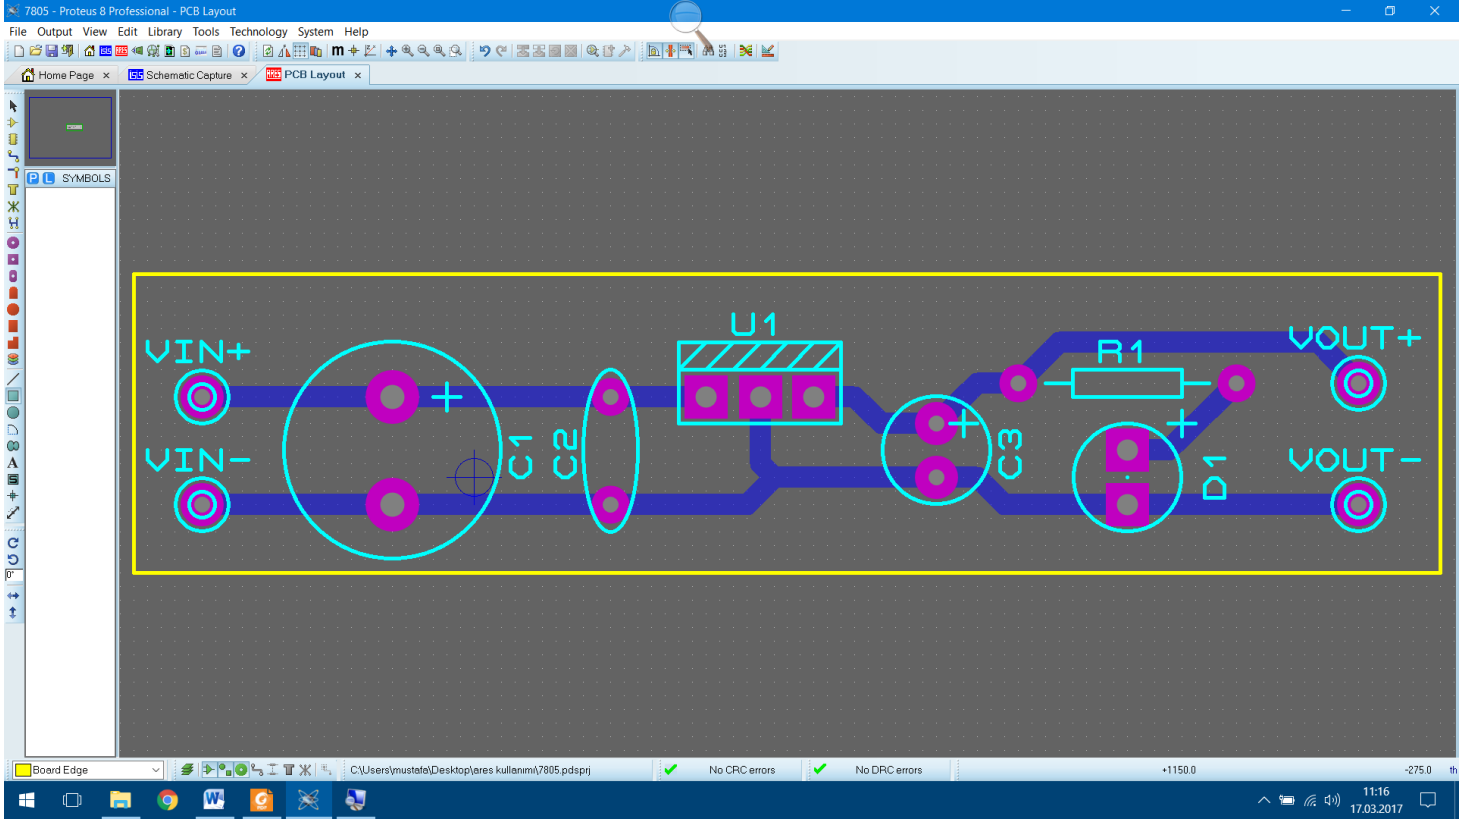 7805 - Proteus 8 Professional - PCB Layout
File Output View Edit Library Tools Technology System Help
Home Page
Schematic Capture
PCB Layout
P L SYMBOLS
U1
VIN+
R1
VOUT+
C1
C2
C3
VIN-
D1
VOUT-
0°
Board Edge
C:\Users\mustafa\Desktop\ares kullanımı\7805.pdsprj
No CRC errors
No DRC errors
+1150.0
-275.0
th
11:16
17.03.2017